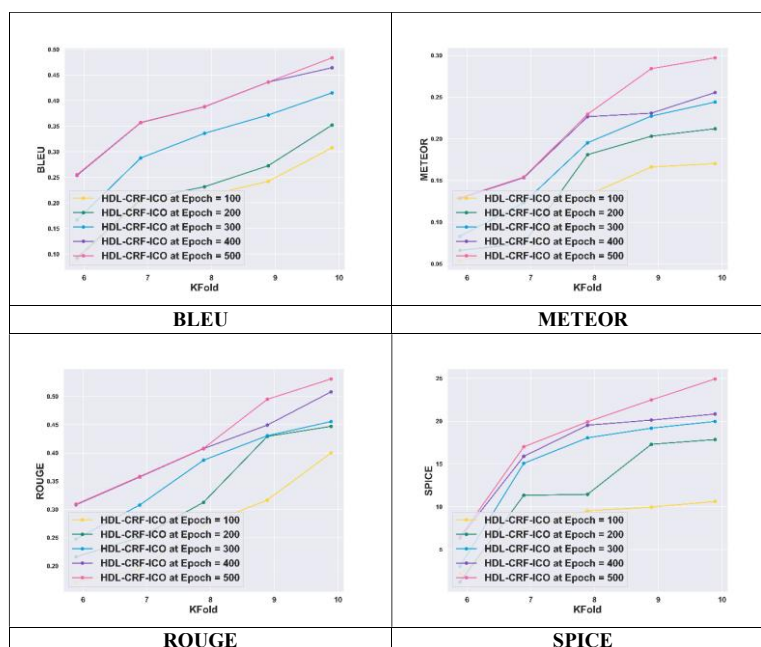 0.50
0.45
0.40
0.35
0.30
0.25
0.20
0.15
0.10
BLEU
HDL-CRF-ICO at Epoch = 100
HDL-CRF-ICO at Epoch = 200
HDL-CRF-ICO at Epoch = 300
HDL-CRF-ICO at Epoch = 400
HDL-CRF-ICO at Epoch = 500
6 7 8 9 10
KFold
BLEU
0.30
0.25
0.20
0.15
0.10
0.05
METEOR
HDL-CRF-ICO at Epoch = 100
HDL-CRF-ICO at Epoch = 200
HDL-CRF-ICO at Epoch = 300
HDL-CRF-ICO at Epoch = 400
HDL-CRF-ICO at Epoch = 500
6 7 8 9 10
KFold
METEOR
0.50
0.45
0.40
0.35
0.30
0.25
0.20
ROUGE
HDL-CRF-ICO at Epoch = 100
HDL-CRF-ICO at Epoch = 200
HDL-CRF-ICO at Epoch = 300
HDL-CRF-ICO at Epoch = 400
HDL-CRF-ICO at Epoch = 500
6 7 8 9 10
KFold
ROUGE
25
20
15
10
5
SPICE
HDL-CRF-ICO at Epoch = 100
HDL-CRF-ICO at Epoch = 200
HDL-CRF-ICO at Epoch = 300
HDL-CRF-ICO at Epoch = 400
HDL-CRF-ICO at Epoch = 500
6 7 8 9 10
KFold
SPICE